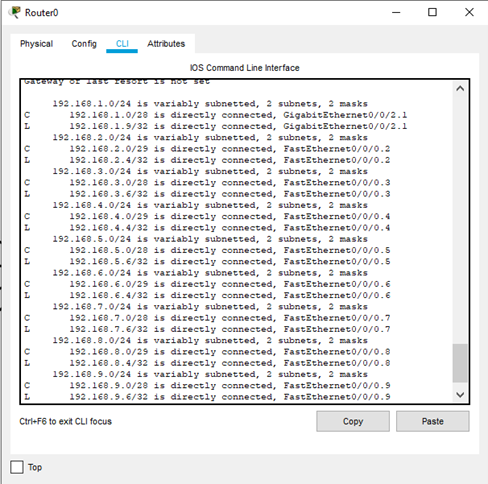 Router0
Physical Config CLI Attributes
IOS Command Line Interface
Gateway of last resort is not set
192.168.1.0/24 is variably subnetted, 2 subnets, 2 masks
C 192.168.1.0/28 is directly connected, GigabitEthernet0/0/2.1
L 192.168.1.9/32 is directly connected, GigabitEthernet0/0/2.1
192.168.2.0/24 is variably subnetted, 2 subnets, 2 masks
C 192.168.2.0/29 is directly connected, FastEthernet0/0/0.2
L 192.168.2.4/32 is directly connected, FastEthernet0/0/0.2
192.168.3.0/24 is variably subnetted, 2 subnets, 2 masks
C 192.168.3.0/28 is directly connected, FastEthernet0/0/0.3
L 192.168.3.6/32 is directly connected, FastEthernet0/0/0.3
192.168.4.0/24 is variably subnetted, 2 subnets, 2 masks
C 192.168.4.0/29 is directly connected, FastEthernet0/0/0.4
L 192.168.4.4/32 is directly connected, FastEthernet0/0/0.4
192.168.5.0/24 is variably subnetted, 2 subnets, 2 masks
C 192.168.5.0/28 is directly connected, FastEthernet0/0/0.5
L 192.168.5.6/32 is directly connected, FastEthernet0/0/0.5
192.168.6.0/24 is variably subnetted, 2 subnets, 2 masks
C 192.168.6.0/29 is directly connected, FastEthernet0/0/0.6
L 192.168.6.4/32 is directly connected, FastEthernet0/0/0.6
192.168.7.0/24 is variably subnetted, 2 subnets, 2 masks
C 192.168.7.0/28 is directly connected, FastEthernet0/0/0.7
L 192.168.7.6/32 is directly connected, FastEthernet0/0/0.7
192.168.8.0/24 is variably subnetted, 2 subnets, 2 masks
C 192.168.8.0/29 is directly connected, FastEthernet0/0/0.8
L 192.168.8.4/32 is directly connected, FastEthernet0/0/0.8
192.168.9.0/24 is variably subnetted, 2 subnets, 2 masks
C 192.168.9.0/28 is directly connected, FastEthernet0/0/0.9
L 192.168.9.6/32 is directly connected, FastEthernet0/0/0.9
Ctrl+F6 to exit CLI focus Copy Paste
Top